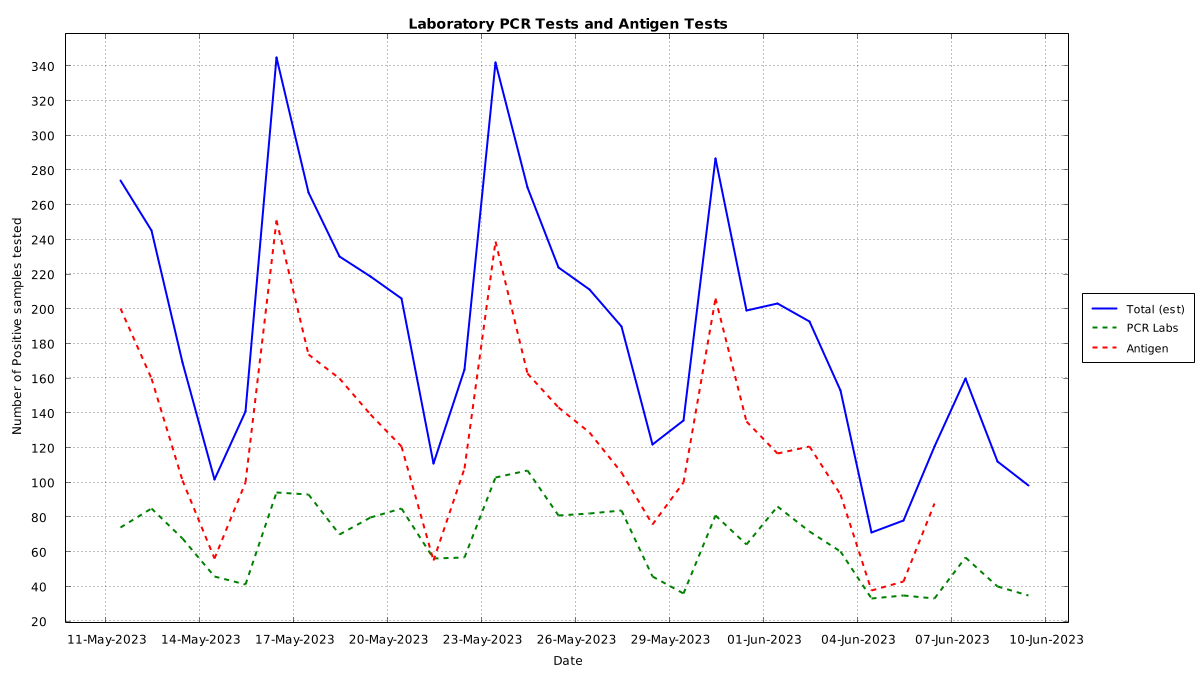 Laboratory PCR Tests and Antigen Tests
Number of Positive samples tested
340
320
300
280
260
240
220
200
180
160
140
120
100
80
60
40
20
11-May-2023 14-May-2023 17-May-2023 20-May-2023 23-May-2023 26-May-2023 29-May-2023 01-Jun-2023 04-Jun-2023 07-Jun-2023 10-Jun-2023
Date
Total (est)
PCR Labs
Antigen